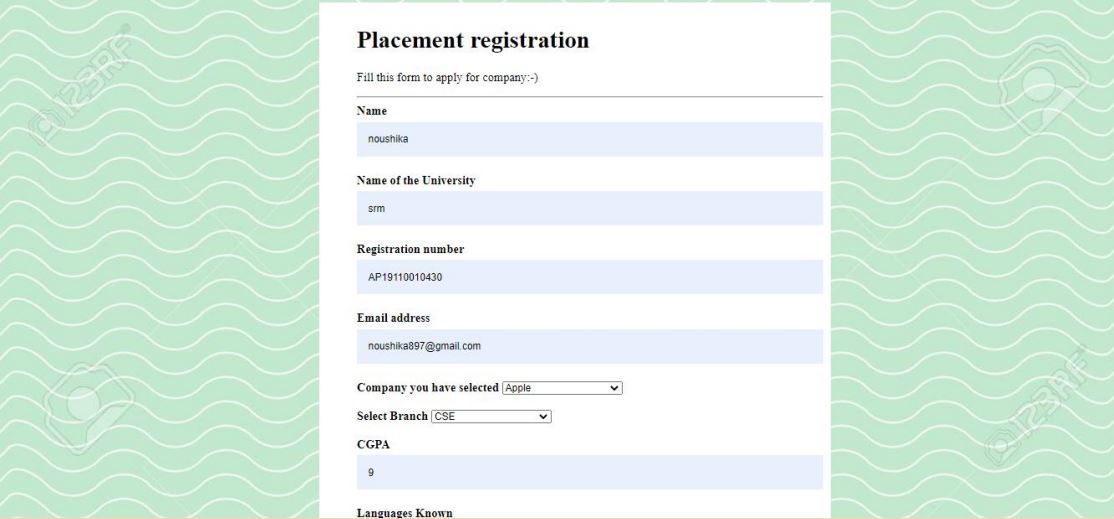 Placement registration
Fill this form to apply for company:-)
Name
noushika
Name of the University
srm
Registration number
AP19110010430
Email address
noushika897@gmail.com
Company you have selected Apple
Select Branch CSE
CGPA
9
Languages Known
123RF
123RF